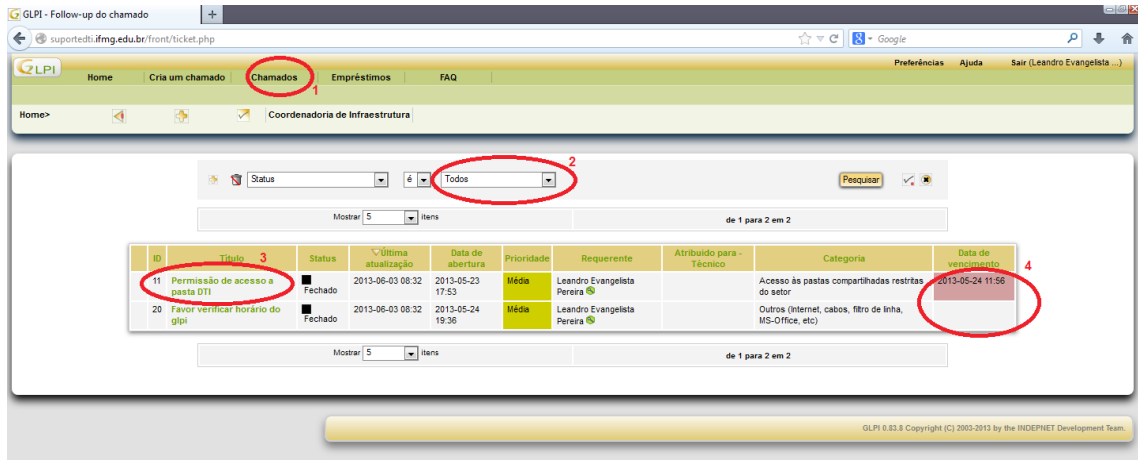 GLPI - Follow-up do chamado
suportedti.ifmg.edu.br/front/ticket.php
Google
GLPI
Preferências Ajuda Sair (Leandro Evangelista ...)
Home Cria um chamado Chamados Empréstimos FAQ
1
Home> Coordenadoria de Infraestrutura
2
Status é Todos Pesquisar
Mostrar 5 itens de 1 para 2 em 2
ID Título 3 Status Última atualização Data de abertura Prioridade Requerente Atribuído para - Técnico Categoria Data de vencimento 4
11 Permissão de acesso a pasta DTI Fechado 2013-06-03 08:32 2013-05-23 17:53 Média Leandro Evangelista Pereira Acesso às pastas compartilhadas restritas do setor 2013-05-24 11:56
20 Favor verificar horário do glpi Fechado 2013-06-03 08:32 2013-05-24 19:36 Média Leandro Evangelista Pereira Outros (Internet, cabos, filtro de linha, MS-Office, etc)
Mostrar 5 itens de 1 para 2 em 2
GLPI 0.83.8 Copyright (C) 2003-2013 by the INDEPNET Development Team.